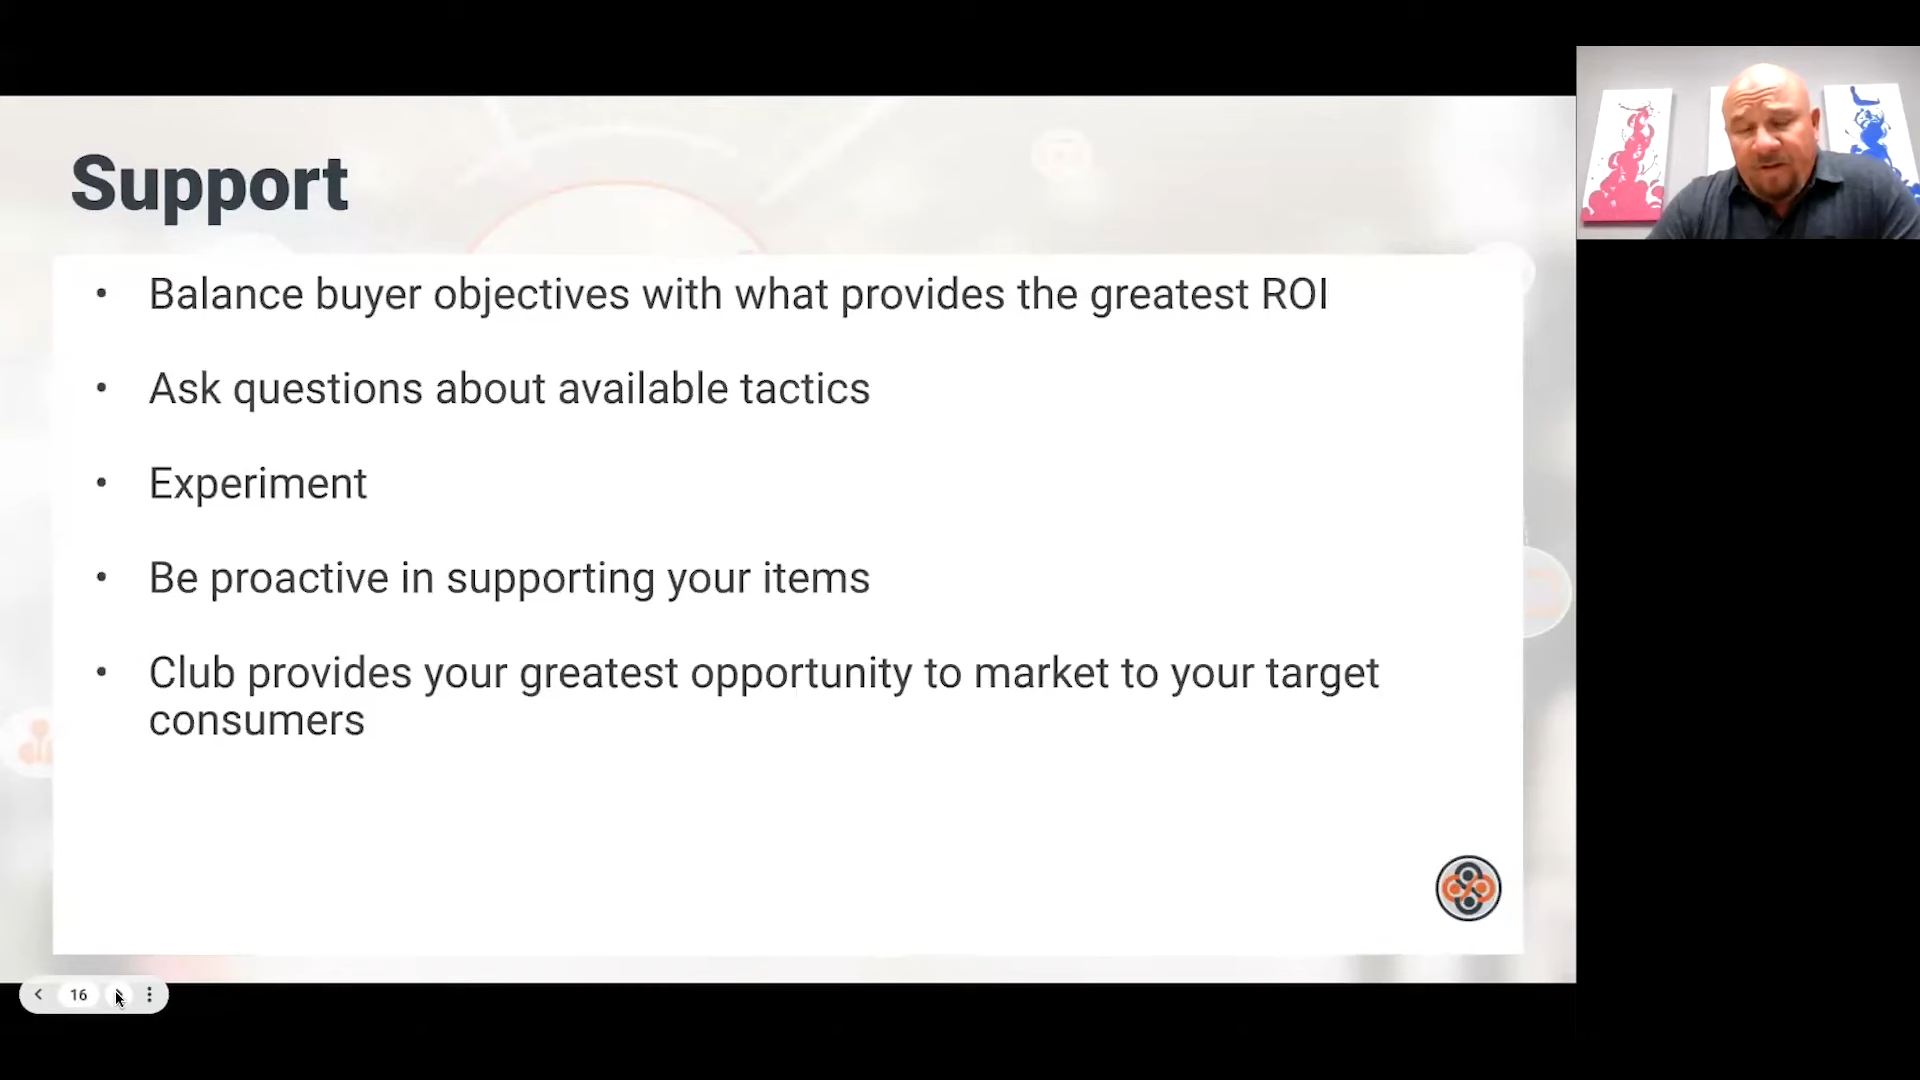 Support
• Balance buyer objectives with what provides the greatest ROI
• Ask questions about available tactics
• Experiment
• Be proactive in supporting your items
• Club provides your greatest opportunity to market to your target
consumers
16